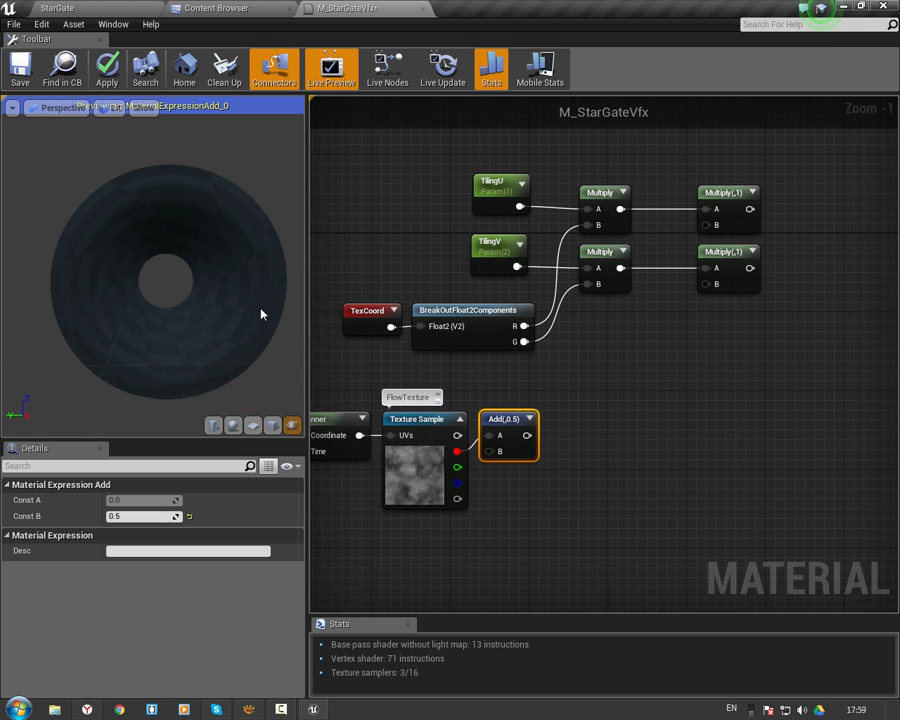 StarGate
Content Browser
M_StarGateVfx*
File Edit Asset Window Help
Search For Help
Toolbar
Save
Find in CB
Apply
Search
Home
Clean Up
Connectors
Live Preview
Live Nodes
Live Update
Stats
Mobile Stats
Perspective
MaterialExpressionAdd_0
M_StarGateVfx
Zoom -1
TilingU
Param(1)
Multiply
A
B
Multiply(,1)
A
B
TilingV
Param(2)
Multiply
A
B
Multiply(,1)
A
B
TexCoord
BreakOutFloat2Components
Float2 (V2)
R
G
FlowTexture
nner
Coordinate
Time
Texture Sample
UVs
Add(,0.5)
A
B
MATERIAL
Details
Search
Material Expression Add
Const A
0.0
Const B
0.5
Material Expression
Desc
Stats
Base pass shader without light map: 13 instructions
Vertex shader: 71 instructions
Texture samplers: 3/16
EN
17:59